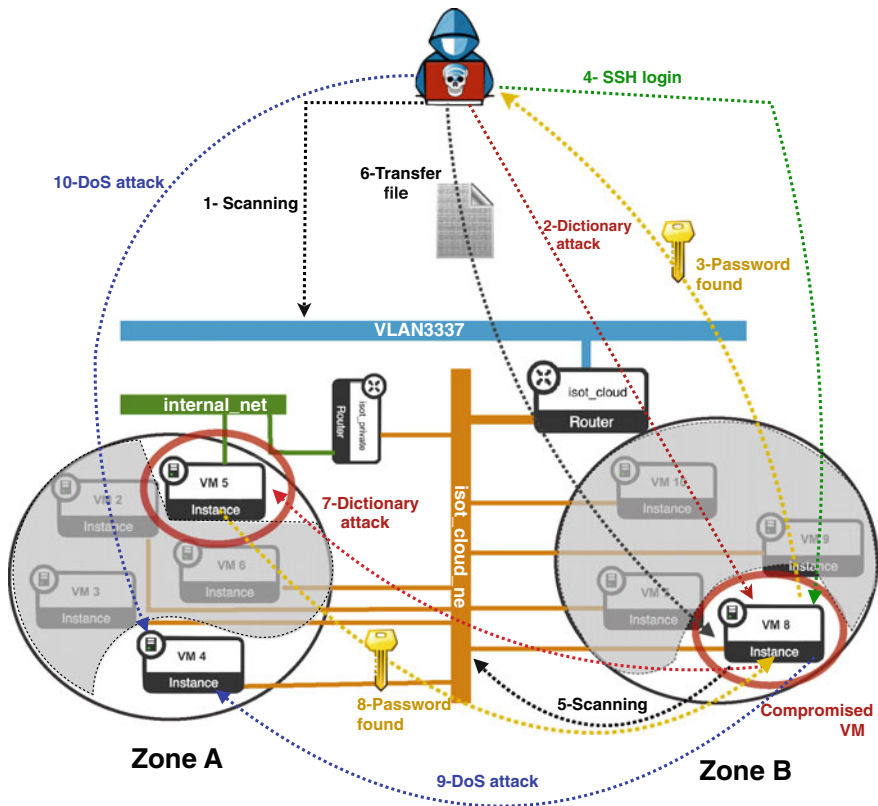 4- SSH login
10-DoS attack
1- Scanning
6-Transfer
file
2-Dictionary
attack
3-Password
found
VLAN3337
internal_net
Router
isot_private
isot_cloud
Router
isot_cloud_ne
VM 5
Instance
VM 2
Instance
VM 3
Instance
VM 6
Instance
VM 4
Instance
7-Dictionary
attack
VM 10
Instance
VM 9
Instance
Instance
VM 8
Instance
8-Password
found
5-Scanning
Compromised
VM
Zone A
Zone B
9-DoS attack